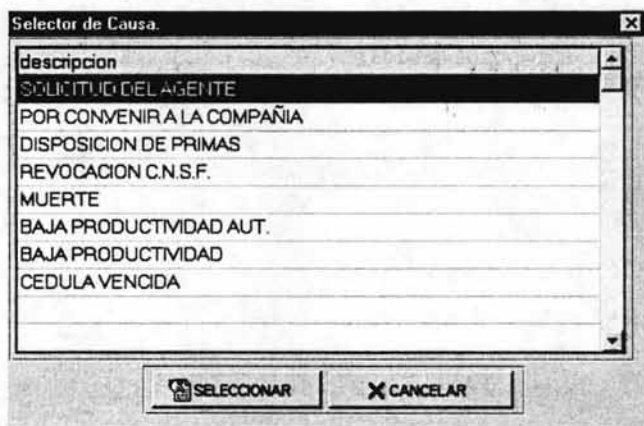 Selector de Causa.
descripcion
SOLICITUD DEL AGENTE
POR CONVENIR A LA COMPAÑIA
DISPOSICION DE PRIMAS
REVOCACION C.N.S.F.
MUERTE
BAJA PRODUCTIVIDAD AUT.
BAJA PRODUCTIVIDAD
CEDULA VENCIDA
SELECCIONAR
CANCELAR